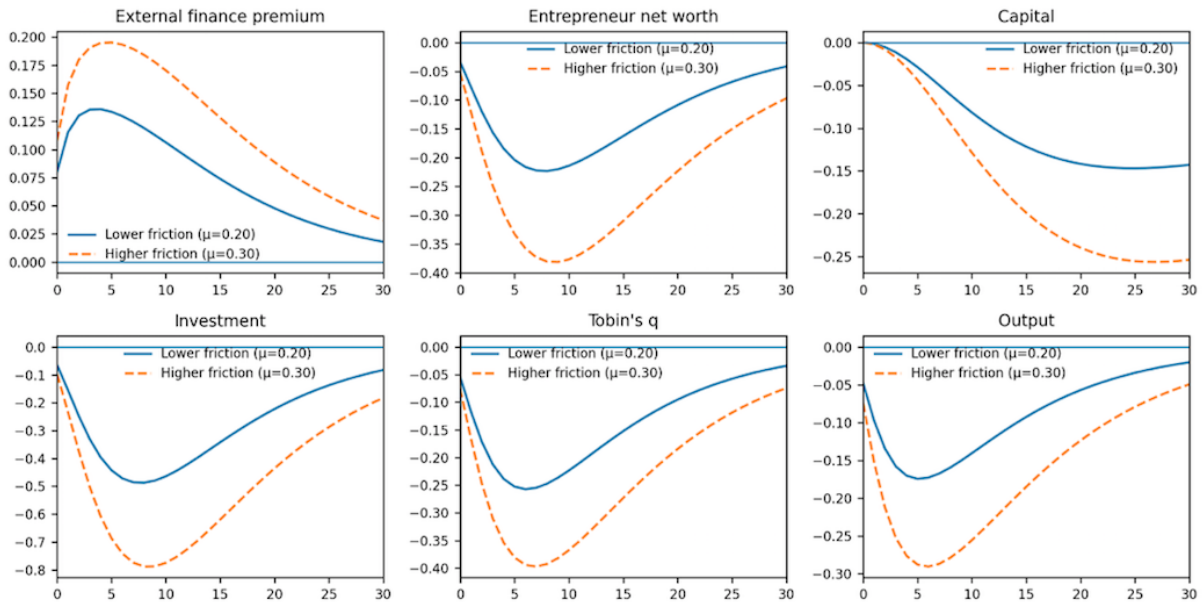 External finance premium
0.200
0.175
0.150
0.125
0.100
0.075
0.050
0.025
0.000
Lower friction (μ=0.20)
Higher friction (μ=0.30)
0 5 10 15 20 25 30
Entrepreneur net worth
0.00
−0.05
−0.10
−0.15
−0.20
−0.25
−0.30
−0.35
−0.40
Lower friction (μ=0.20)
Higher friction (μ=0.30)
0 5 10 15 20 25 30
Capital
0.00
−0.05
−0.10
−0.15
−0.20
−0.25
Lower friction (μ=0.20)
Higher friction (μ=0.30)
0 5 10 15 20 25 30
Investment
0.0
−0.1
−0.2
−0.3
−0.4
−0.5
−0.6
−0.7
−0.8
Lower friction (μ=0.20)
Higher friction (μ=0.30)
0 5 10 15 20 25 30
Tobin's q
0.00
−0.05
−0.10
−0.15
−0.20
−0.25
−0.30
−0.35
−0.40
Lower friction (μ=0.20)
Higher friction (μ=0.30)
0 5 10 15 20 25 30
Output
0.00
−0.05
−0.10
−0.15
−0.20
−0.25
−0.30
Lower friction (μ=0.20)
Higher friction (μ=0.30)
0 5 10 15 20 25 30